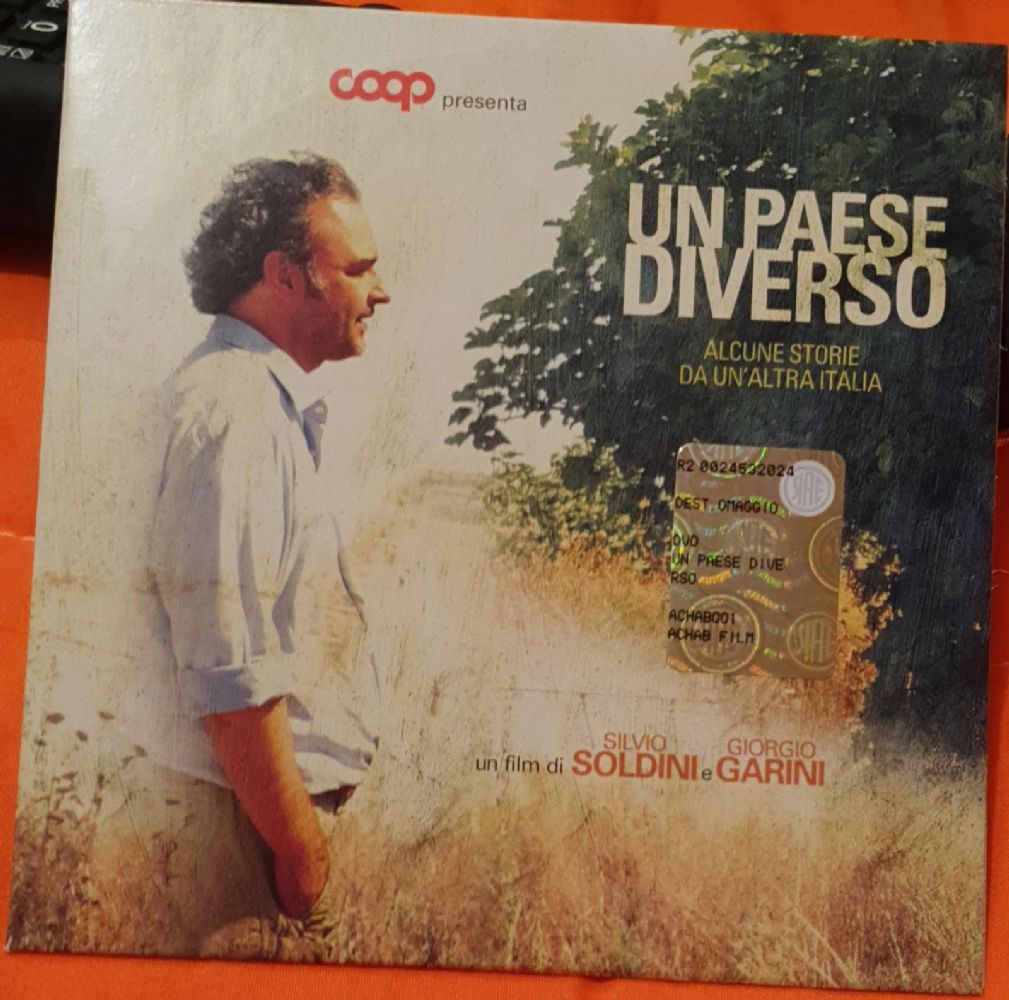 coop presenta
UN PAESE
DIVERSO
ALCUNE STORIE
DA UN'ALTRA ITALIA
R2 0024532024
DEST.OMAGGIO
DVD
UN PAESE DIVE
RSO
ACHAB001
ACHAB FILM
SILVIO GIORGIO
un film di SOLDINI e GARINI